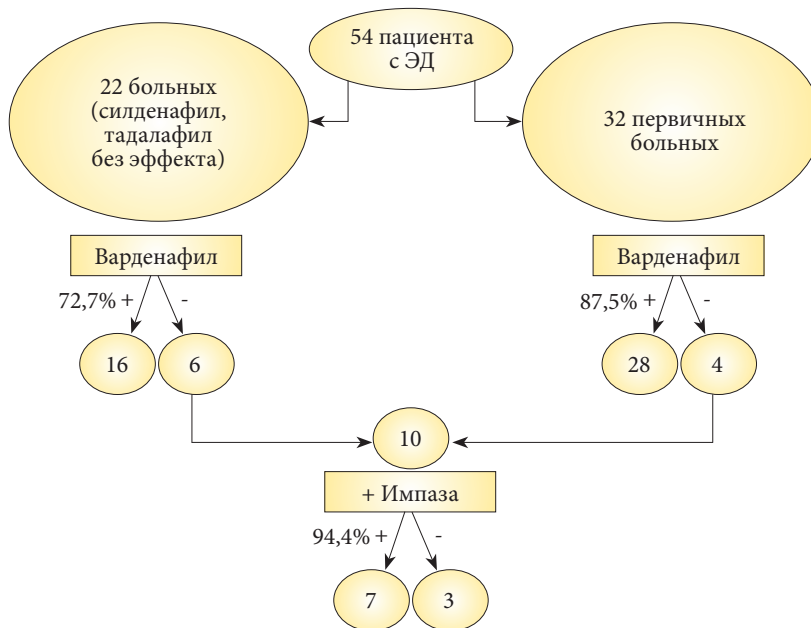 54 пациента
с ЭД
22 больных
(силденафил,
тадалафил
без эффекта)
32 первичных
больных
Варденафил
Варденафил
72,7% + -
87,5% + -
16 6
28 4
10
+ Импаза
94,4% + -
7 3